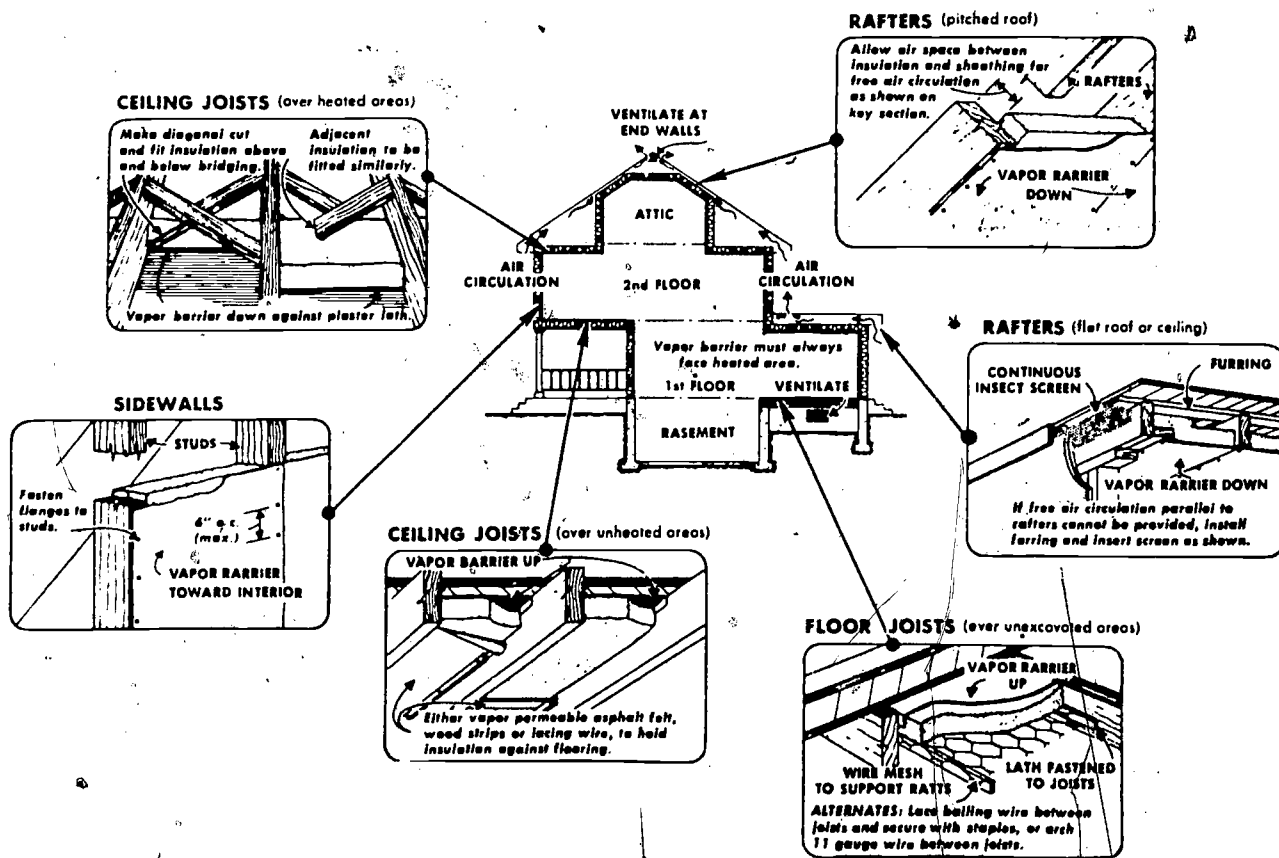 RAFTERS (pitched roof)
Allow air space between
insulation and sheathing for
free air circulation
as shown on
key section.
RAFTERS
VAPOR RARRIER
DOWN
CEILING JOISTS (over heated areas)
Make diagonal cut
and fit insulation above
and below bridging.
Adjacent
insulation to be
fitted similarly.
Vapor barrier down against plaster lath.
VENTILATE AT
END WALLS
ATTIC
AIR
CIRCULATION
2nd FLOOR
AIR
CIRCULATION
Vapor barrier must always
face heated area.
1st FLOOR
VENTILATE
RASEMENT
RAFTERS (flat roof or ceiling)
CONTINUOUS
INSECT SCREEN
FURRING
VAPOR RARRIER DOWN
If free air circulation parallel to
rafters cannot be provided, install
furring and insert screen as shown.
SIDEWALLS
STUDS
Fasten
flanges to
studs.
6" o.c.
(max.)
VAPOR RARRIER
TOWARD INTERIOR
CEILING JOISTS (over unheated areas)
VAPOR BARRIER UP
Either vapor permeable asphalt felt,
wood strips or lacing wire, to hold
insulation against flooring.
FLOOR JOISTS (over unexcavated areas)
VAPOR RARRIER
UP
WIRE MESH
TO SUPPORT RATTS
LATH FASTENED
TO JOISTS
ALTERNATES: Lace bailing wire between
joists and secure with staples, or arch
11 gauge wire between joists.